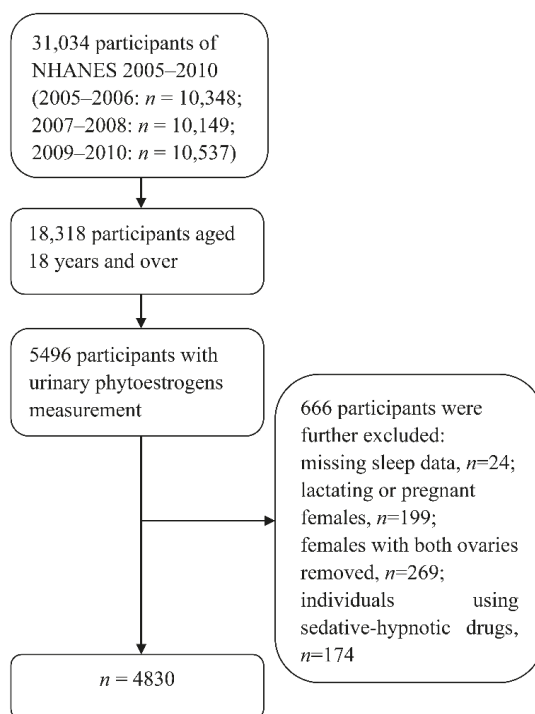 31,034 participants of
NHANES 2005–2010
(2005–2006: n = 10,348;
2007–2008: n = 10,149;
2009–2010: n = 10,537)
18,318 participants aged
18 years and over
5496 participants with
urinary phytoestrogens
measurement
666 participants were
further excluded:
missing sleep data, n=24;
lactating or pregnant
females, n=199;
females with both ovaries
removed, n=269;
individuals using
sedative-hypnotic drugs,
n=174
n = 4830